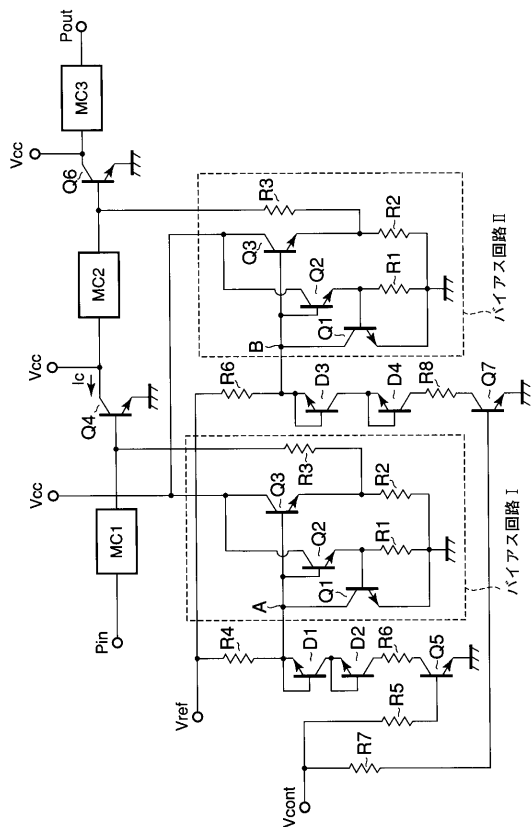 Pout
MC3
Vcc
Q6
MC2
Vcc
Ic
Q4
Vcc
MC1
Pin
R3
Q3
R2
Q2
R1
Q1
B
バイアス回路Ⅱ
R6
D3
D4
R8
Q7
R3
Q3
R2
Q2
R1
Q1
A
バイアス回路Ⅰ
Vref
R4
D1
D2
R6
Q5
R5
R7
Vcont